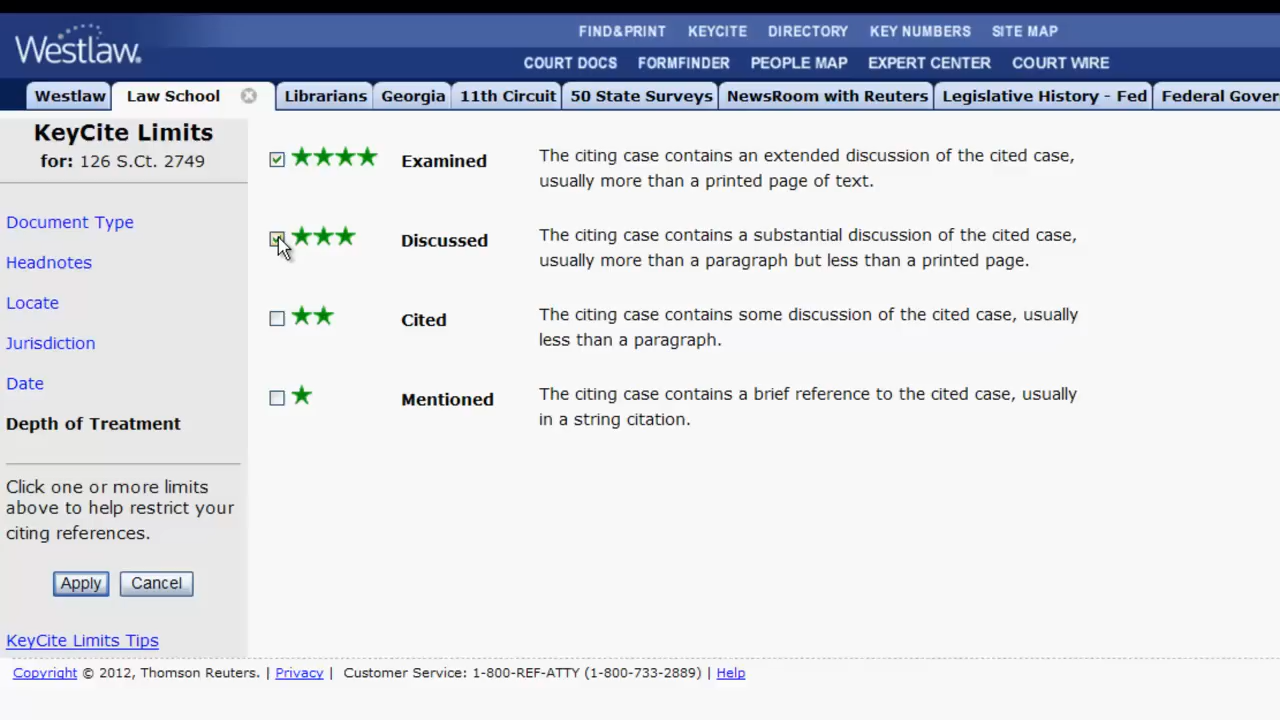 Westlaw.
FIND&PRINT KEYCITE DIRECTORY KEY NUMBERS SITE MAP
COURT DOCS FORMFINDER PEOPLE MAP EXPERT CENTER COURT WIRE
Westlaw Law School Librarians Georgia 11th Circuit 50 State Surveys NewsRoom with Reuters Legislative History - Fed Federal Gover
KeyCite Limits
for: 126 S.Ct. 2749
Document Type
Headnotes
Locate
Jurisdiction
Date
Depth of Treatment
Click one or more limits
above to help restrict your
citing references.
Apply Cancel
KeyCite Limits Tips
Examined
The citing case contains an extended discussion of the cited case,
usually more than a printed page of text.
Discussed
The citing case contains a substantial discussion of the cited case,
usually more than a paragraph but less than a printed page.
Cited
The citing case contains some discussion of the cited case, usually
less than a paragraph.
Mentioned
The citing case contains a brief reference to the cited case, usually
in a string citation.
Copyright © 2012, Thomson Reuters. | Privacy | Customer Service: 1-800-REF-ATTY (1-800-733-2889) | Help